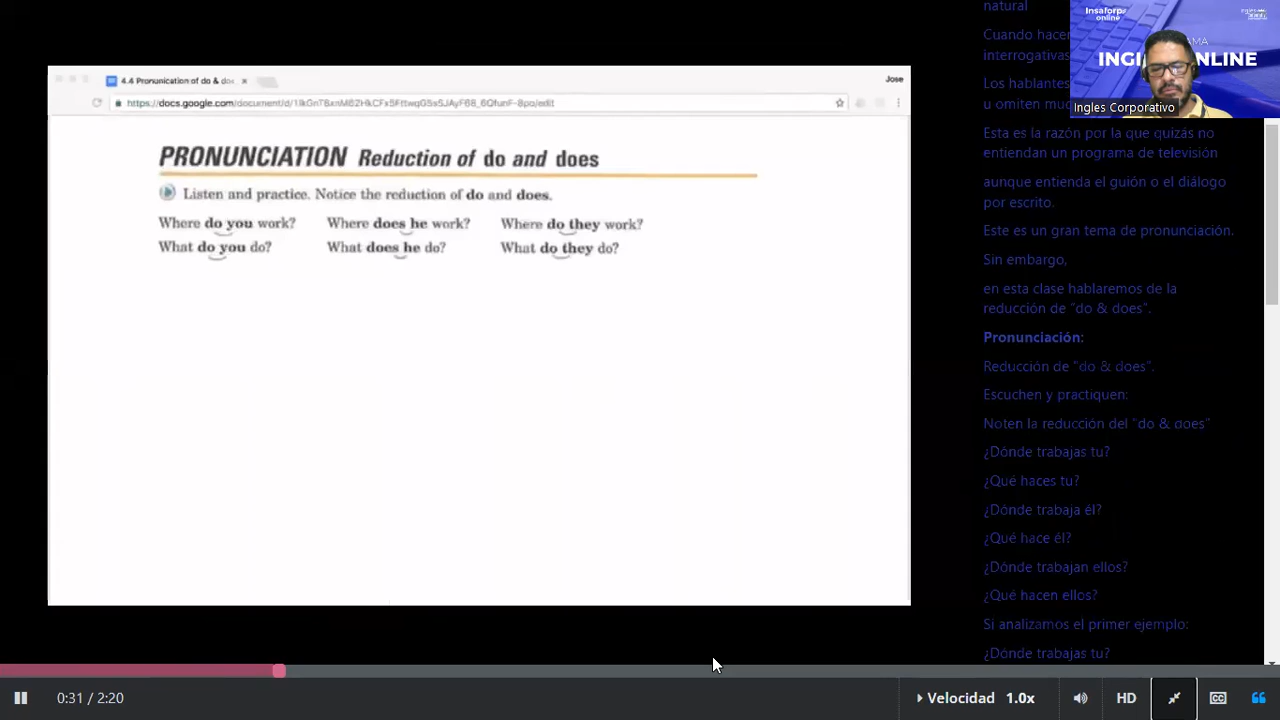 4.4 Pronunication of do & doe
Jose
PRONUNCIATION Reduction of do and does
Listen and practice. Notice the reduction of do and does.
Where do you work? Where does he work? Where do they work?
What do you do? What does he do? What do they do?
natural
Cuando hacen
interrogativas
Los hablantes
u omiten muc
Esta es la razón por la que quizás no
entiendan un programa de televisión
aunque entienda el guión o el diálogo
por escrito.
Este es un gran tema de pronunciación.
Sin embargo,
en esta clase hablaremos de la
reducción de "do & does".
Pronunciación:
Reducción de "do & does".
Escuchen y practiquen:
Noten la reducción del "do & does"
¿Dónde trabajas tu?
¿Qué haces tu?
¿Dónde trabaja él?
¿Qué hace él?
¿Dónde trabajan ellos?
¿Qué hacen ellos?
Si analizamos el primer ejemplo:
¿Dónde trabajas tu?
Insaforp
online
Ingles Corporativo
0:31 / 2:20
Velocidad 1.0x
HD
CC